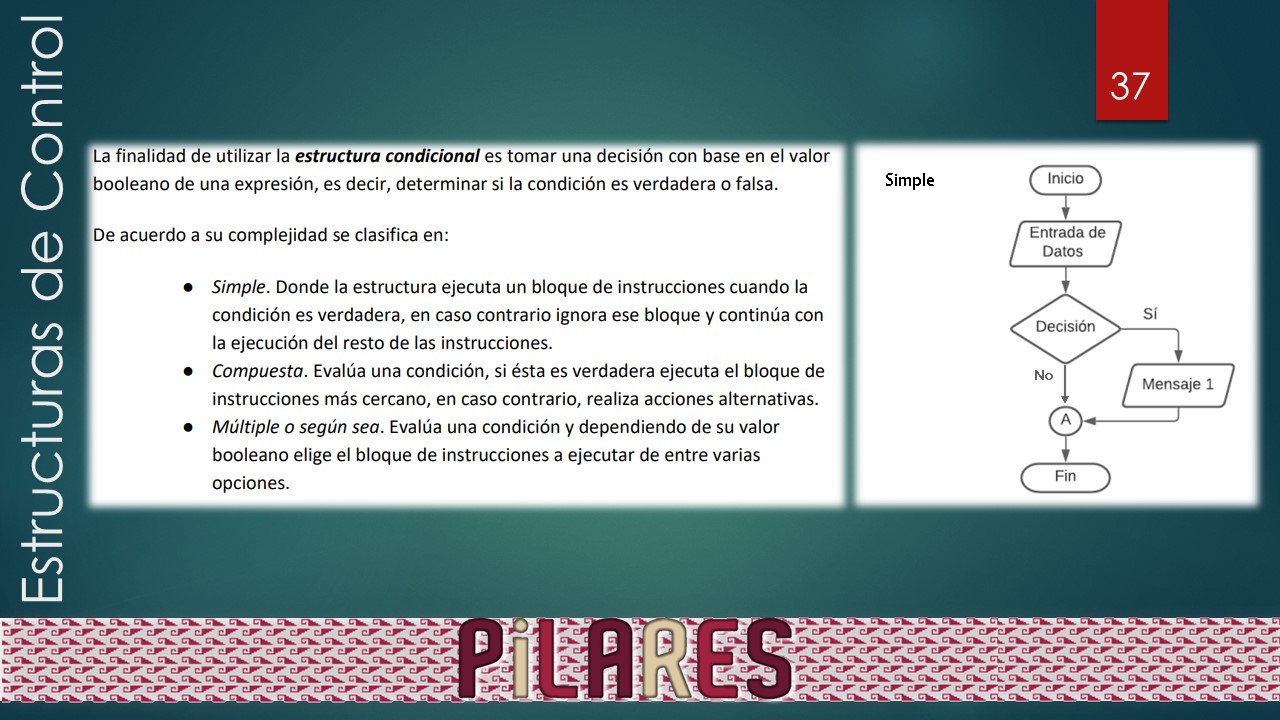 Estructuras de Control
37
La finalidad de utilizar la estructura condicional es tomar una decisión con base en el valor
booleano de una expresión, es decir, determinar si la condición es verdadera o falsa.
De acuerdo a su complejidad se clasifica en:
● Simple. Donde la estructura ejecuta un bloque de instrucciones cuando la
condición es verdadera, en caso contrario ignora ese bloque y continúa con
la ejecución del resto de las instrucciones.
● Compuesta. Evalúa una condición, si ésta es verdadera ejecuta el bloque de
instrucciones más cercano, en caso contrario, realiza acciones alternativas.
● Múltiple o según sea. Evalúa una condición y dependiendo de su valor
booleano elige el bloque de instrucciones a ejecutar de entre varias
opciones.
Simple
Inicio
Entrada de
Datos
Decisión
Sí
No
Mensaje 1
A
Fin
PiLARES